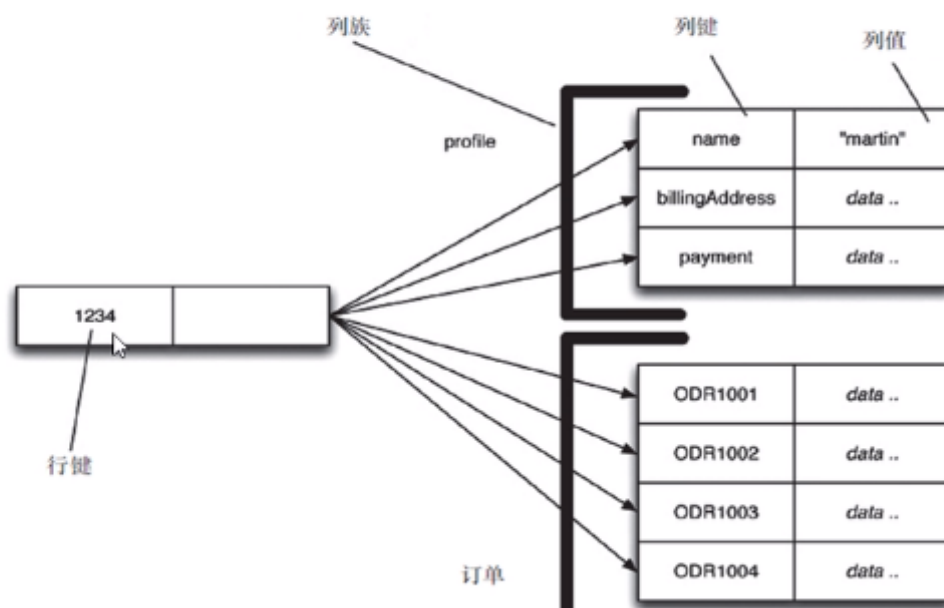 列族
列键
列值
profile
name
"martin"
billingAddress
data ..
payment
data ..
1234
行键
ODR1001
data ..
ODR1002
data ..
ODR1003
data ..
订单
ODR1004
data ..